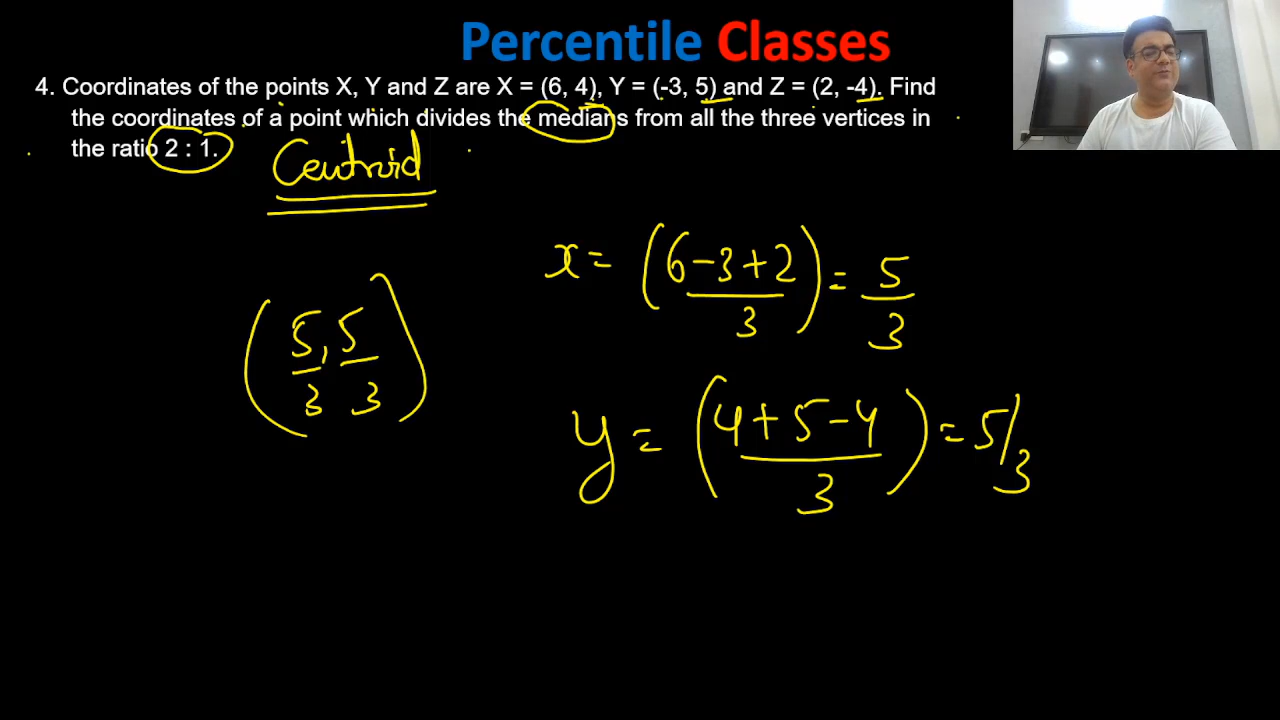 Percentile Classes
4. Coordinates of the points X, Y and Z are X = (6, 4), Y = (-3, 5) and Z = (2, -4). Find
the coordinates of a point which divides the medians from all the three vertices in
the ratio 2 : 1.
Centroid
x = (6-3+2/3) = 5/3
(5/3, 5/3)
y = (4+5-4/3) = 5/3